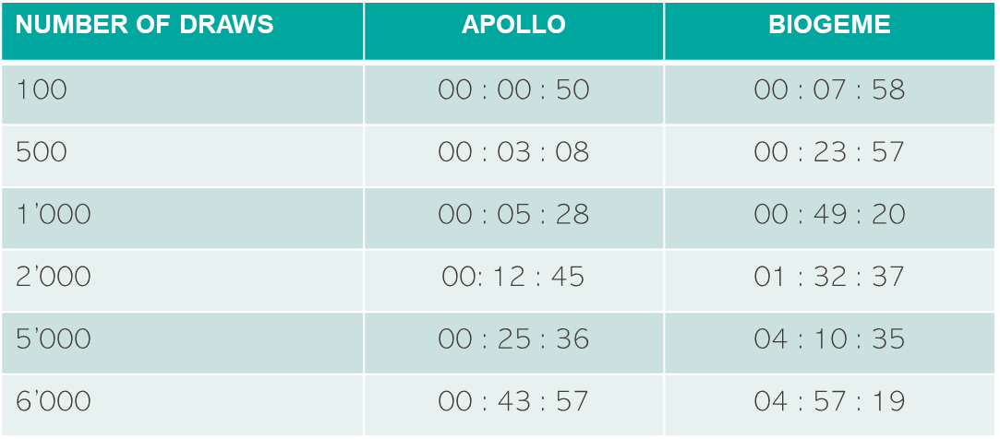 NUMBER OF DRAWS APOLLO BIOGEME
100 00 : 00 : 50 00 : 07 : 58
500 00 : 03 : 08 00 : 23 : 57
1’000 00 : 05 : 28 00 : 49 : 20
2’000 00: 12 : 45 01 : 32 : 37
5’000 00 : 25 : 36 04 : 10 : 35
6’000 00 : 43 : 57 04 : 57 : 19